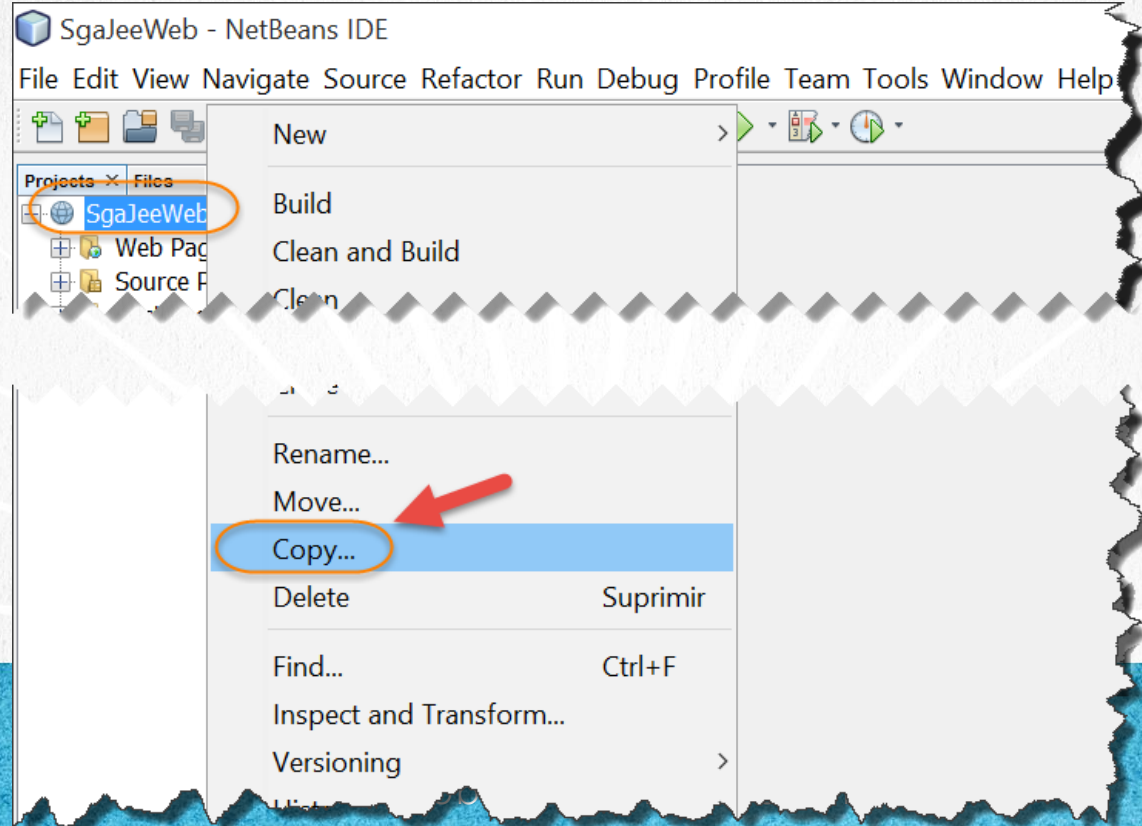 SgaJeeWeb - NetBeans IDE
File Edit View Navigate Source Refactor Run Debug Profile Team Tools Window Help
New
Projects Files
SgaJeeWeb
Build
Web Pag
Clean and Build
Source P
Clean
Rename...
Move...
Copy...
Delete Suprimir
Find... Ctrl+F
Inspect and Transform...
Versioning